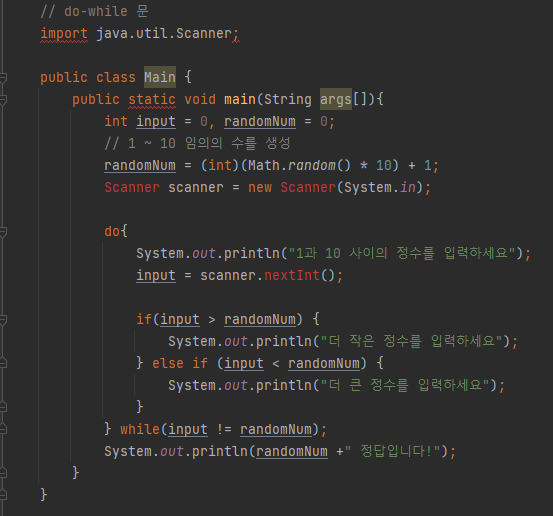 // do-while 문
import java.util.Scanner;
public class Main {
public static void main(String args[]){
int input = 0, randomNum = 0;
// 1 ~ 10 임의의 수를 생성
randomNum = (int)(Math.random() * 10) + 1;
Scanner scanner = new Scanner(System.in);
do{
System.out.println("1과 10 사이의 정수를 입력하세요");
input = scanner.nextInt();
if(input > randomNum) {
System.out.println("더 작은 정수를 입력하세요");
} else if (input < randomNum) {
System.out.println("더 큰 정수를 입력하세요");
}
} while(input != randomNum);
System.out.println(randomNum +" 정답입니다!");
}
}